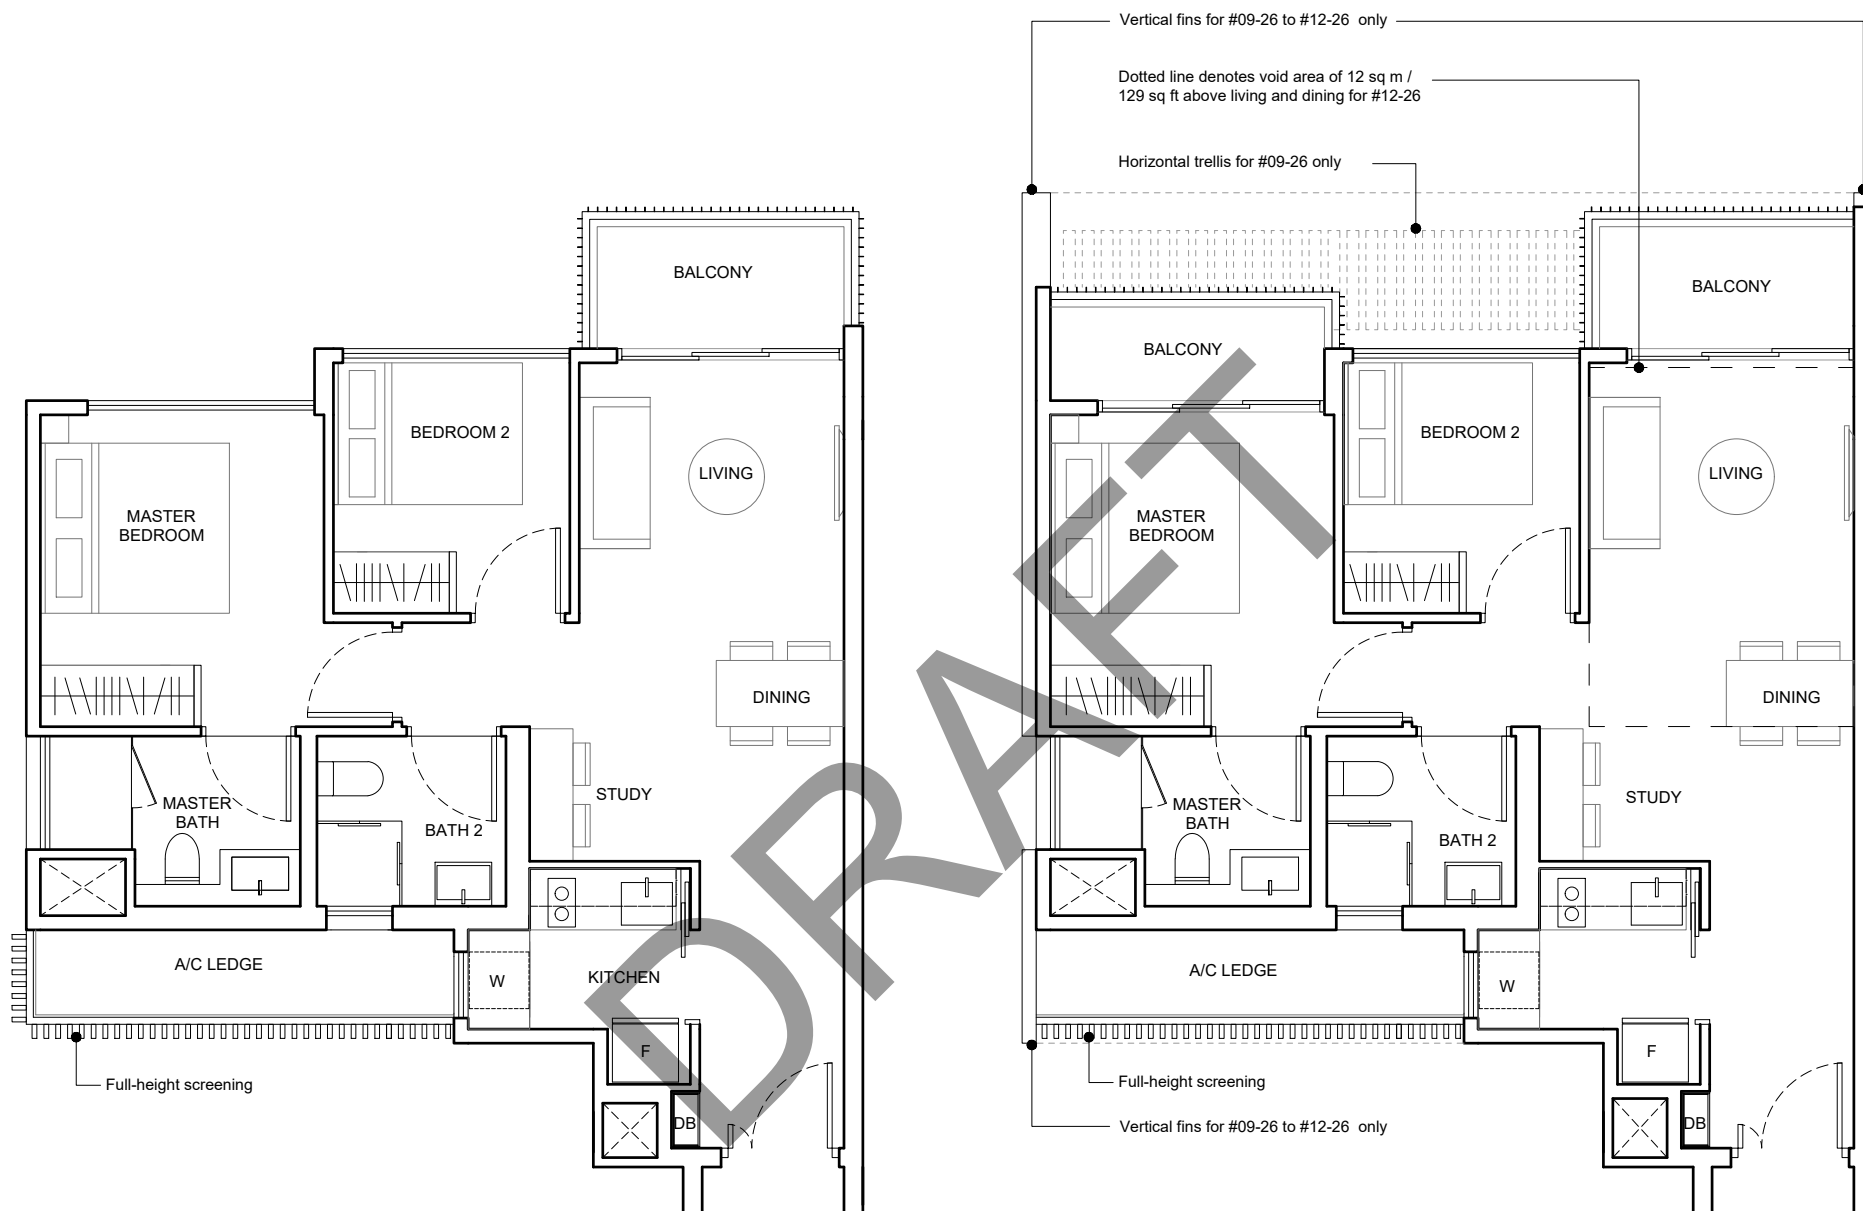 Vertical fins for #09-26 to #12-26 only
Dotted line denotes void area of 12 sq m /
129 sq ft above living and dining for #12-26
Horizontal trellis for #09-26 only
BALCONY
BEDROOM 2
LIVING
MASTER
BEDROOM
DINING
STUDY
MASTER
BATH
BATH 2
A/C LEDGE
W
KITCHEN
F
DB
Full-height screening
BALCONY
BALCONY
BEDROOM 2
LIVING
MASTER
BEDROOM
DINING
STUDY
MASTER
BATH
BATH 2
A/C LEDGE
W
F
DB
Full-height screening
Vertical fins for #09-26 to #12-26 only
DRAFT